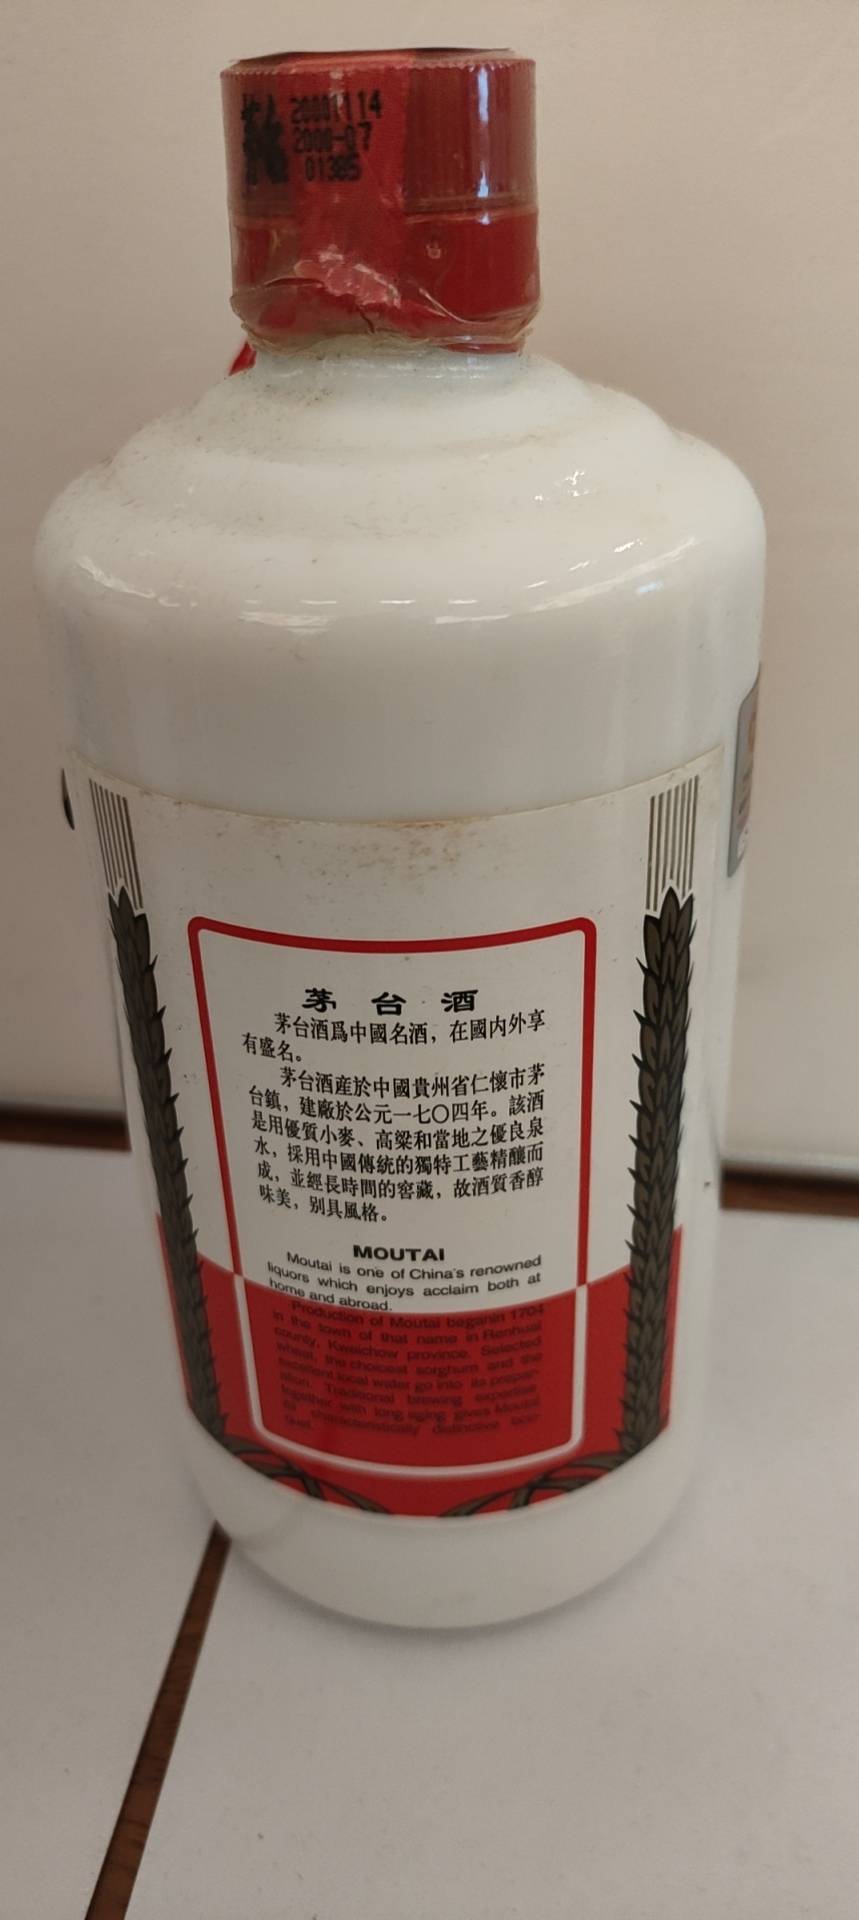 20001114
2000-07
01385
茅台酒
茅台酒爲中國名酒，在國内外享
有盛名。
茅台酒産於中國貴州省仁懷市茅
台鎮，建廠於公元一七〇四年。該酒
是用優質小麥、高粱和當地之優良泉
水，採用中國傳統的獨特工藝精釀而
成，並經長時間的窖藏，故酒質香醇
味美，别具風格。
MOUTAI
Moutai is one of China's renowned
liquors which enjoys acclaim both at
home and abroad.
Production of Moutai beganin 1704
in the town of that name in Renhuai
county, Kweichow province. Selected
wheat, the choicest sorghum and the
excellent local water go into its prepar-
ation. Traditional brewing expertise
together with long aging gives Moutai
its characteristically distinctive bou-
quet.